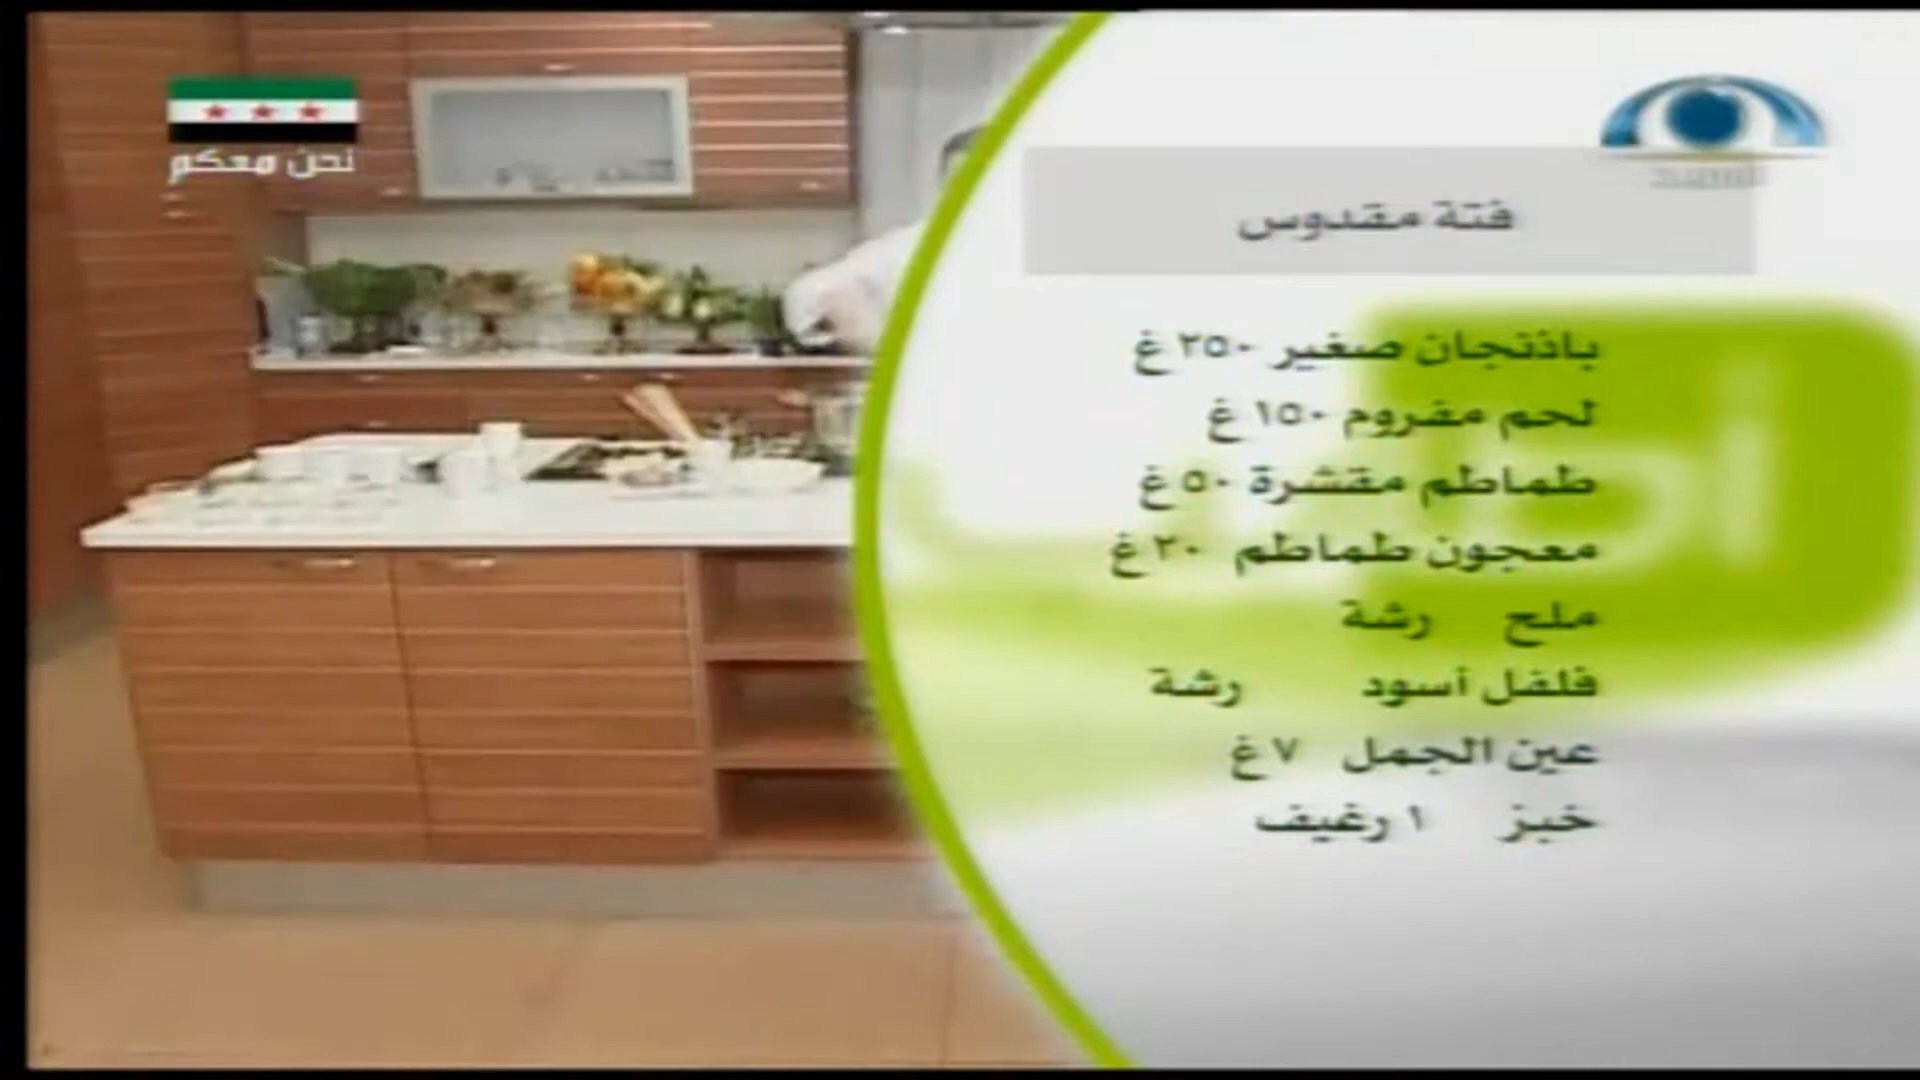 نحن معكم
فتة مقدوس
باذنجان صغير ٢٥٠ غ
لحم مفروم ١٥٠ غ
طماطم مقشرة ٥٠ غ
معجون طماطم ٢٠ غ
ملح رشة
فلفل أسود رشة
عين الجمل ٧ غ
خبز ١ رغيف